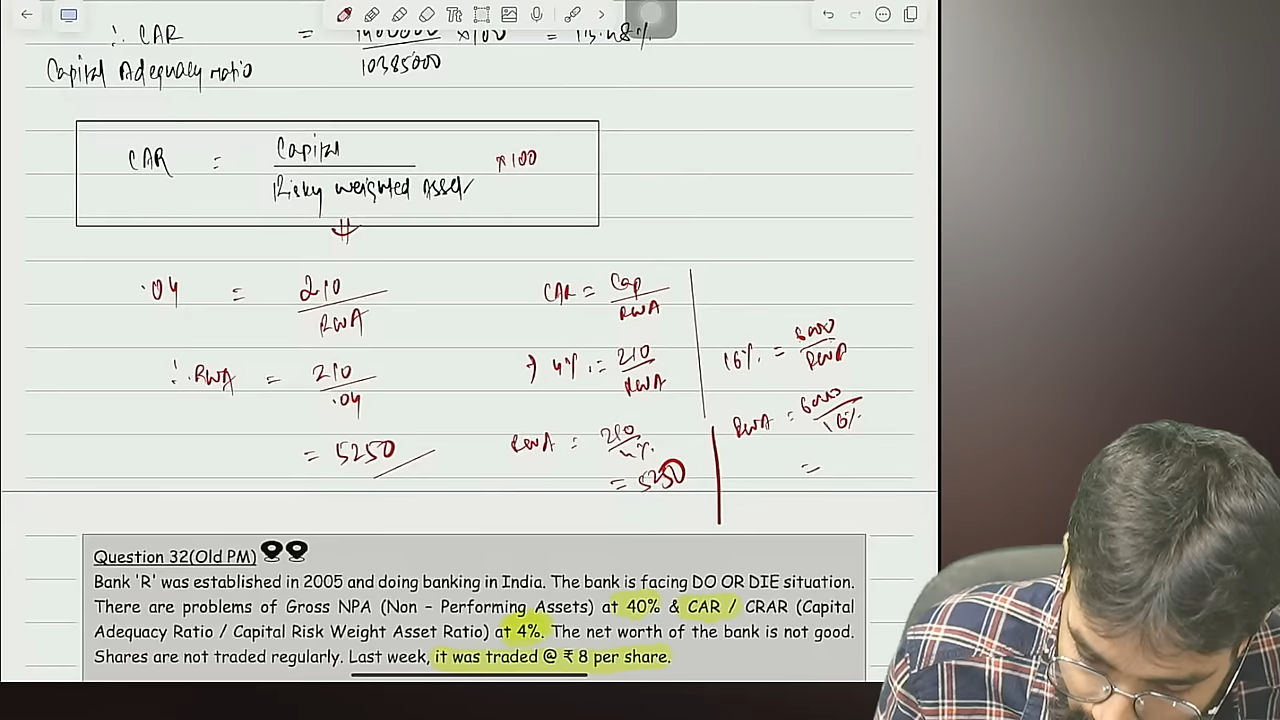 ∴ CAR = 1400000/10385000 ×100 = 13.48%
Capital Adequacy ratio
CAR = Capital/Risky weighted Asset ×100
.04 = 210/RWA
∴ RWA = 210/.04
= 5250
CAR = Cap/RWA
⇒ 4% = 210/RWA
RWA = 210/4%
= 5250
16% = 6000/RWA
RWA = 6000/16%
=
Question 32(Old PM)
Bank 'R' was established in 2005 and doing banking in India. The bank is facing DO OR DIE situation.
There are problems of Gross NPA (Non – Performing Assets) at 40% & CAR / CRAR (Capital
Adequacy Ratio / Capital Risk Weight Asset Ratio) at 4%. The net worth of the bank is not good.
Shares are not traded regularly. Last week, it was traded @ ₹ 8 per share.